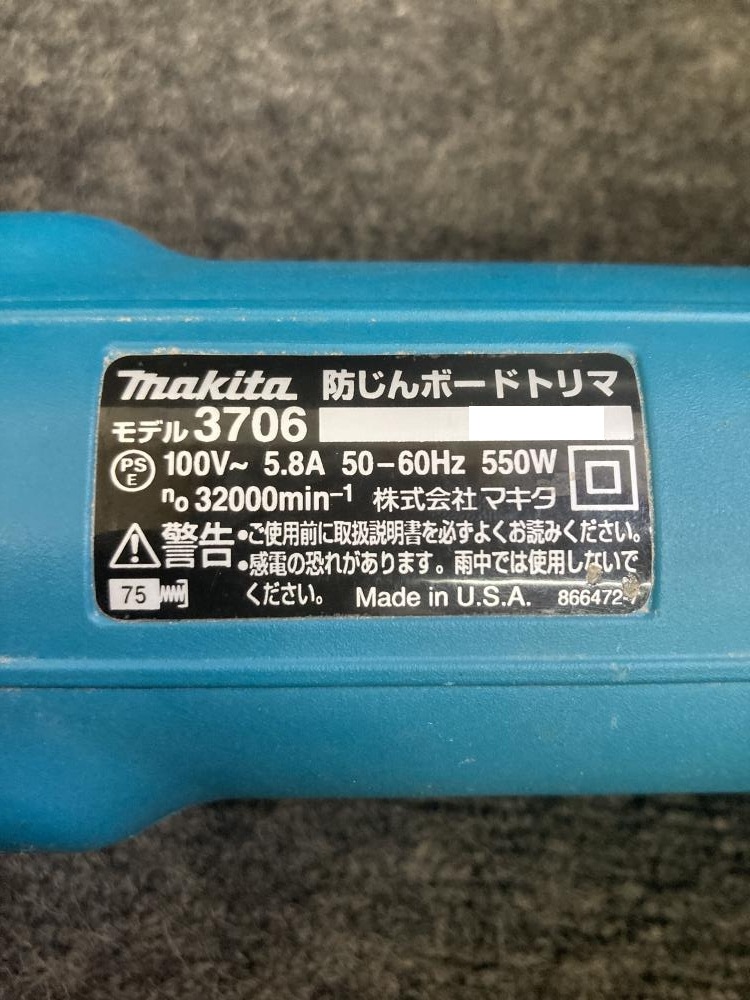 makita 防じんボードトリマ
モデル 3706
PSE 100V~ 5.8A 50-60Hz 550W
n₀ 32000min⁻¹ 株式会社 マキタ
警告 •ご使用前に取扱説明書を必ずよくお読みください。
•感電の恐れがあります。雨中では使用しないで
ください。 Made in U.S.A. 866472-7
75